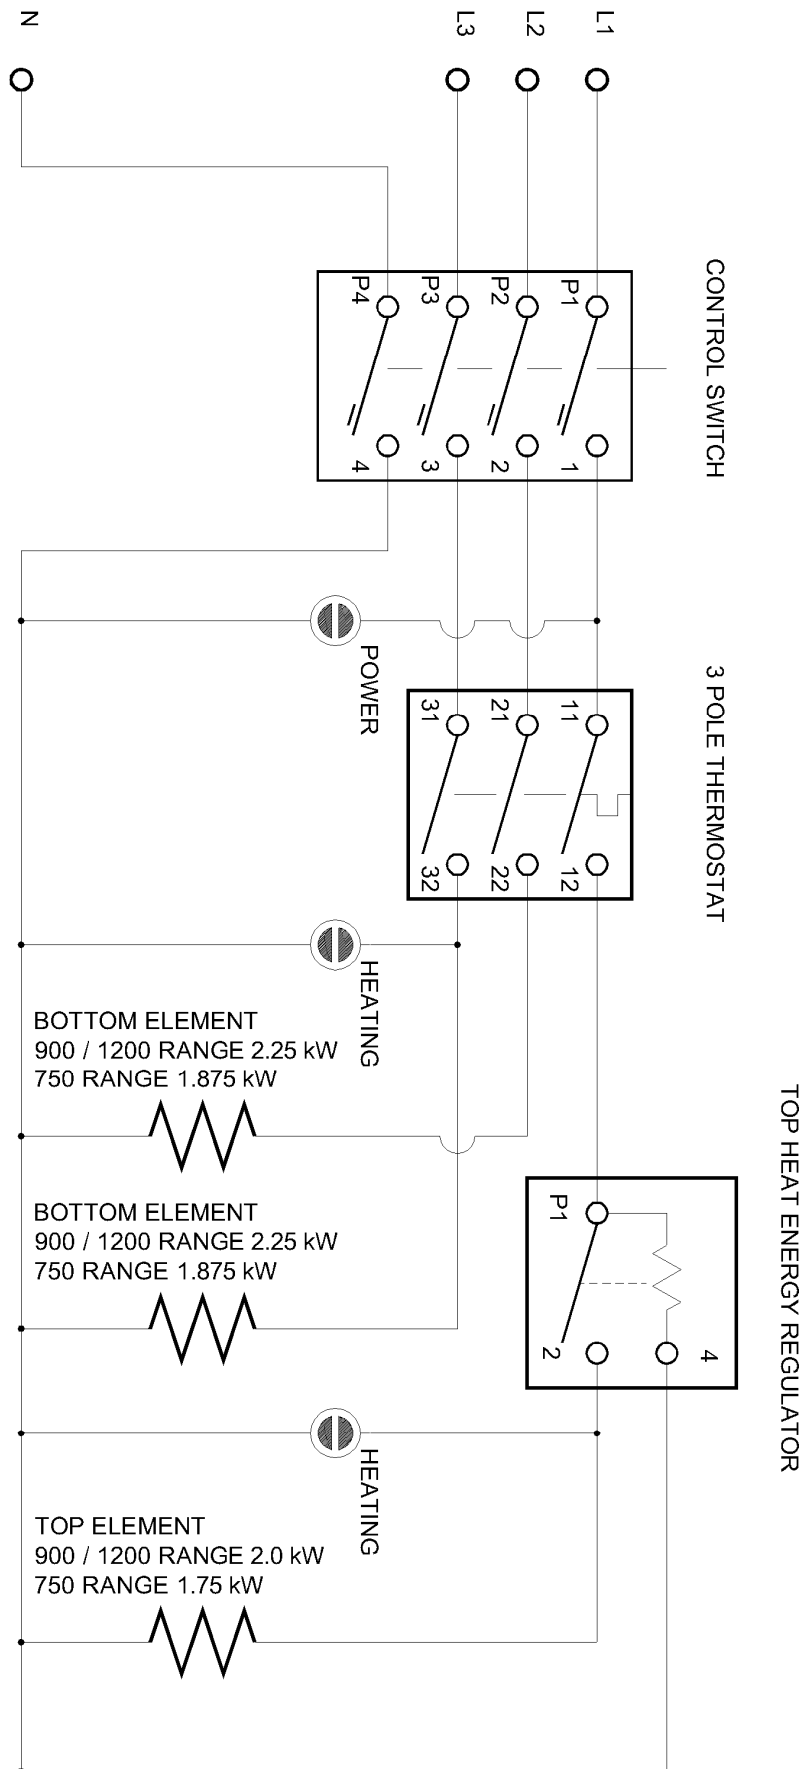 N
L3
L2
L1
CONTROL SWITCH
P4
P3
P2
P1
4
3
2
1
POWER
3 POLE THERMOSTAT
31
21
11
32
22
12
HEATING
BOTTOM ELEMENT
900 / 1200 RANGE 2.25 kW
750 RANGE 1.875 kW
TOP HEAT ENERGY REGULATOR
P1
2
4
BOTTOM ELEMENT
900 / 1200 RANGE 2.25 kW
750 RANGE 1.875 kW
HEATING
TOP ELEMENT
900 / 1200 RANGE 2.0 kW
750 RANGE 1.75 kW